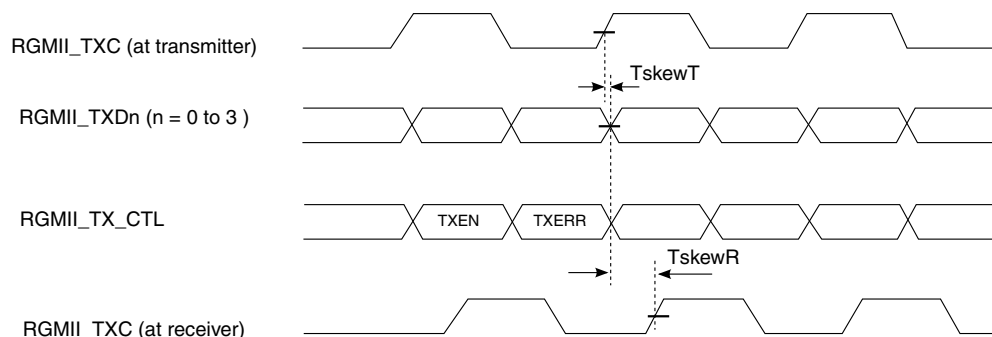 RGMII_TXC (at transmitter)
TskewT
RGMII_TXDn (n = 0 to 3 )
RGMII_TX_CTL
TXEN
TXERR
TskewR
RGMII_TXC (at receiver)